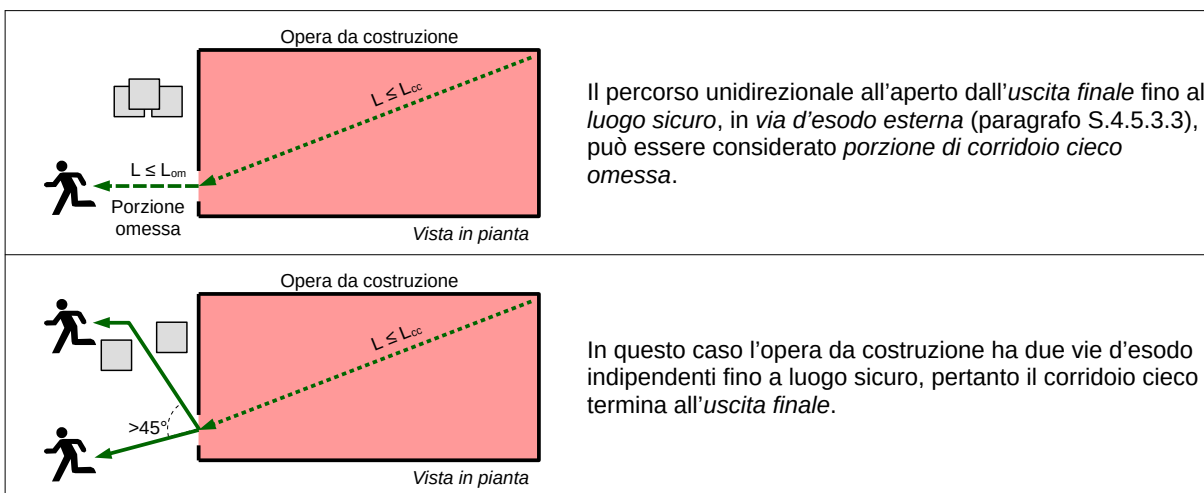 Opera da costruzione
L ≤ Lcc
L ≤ Lom
Porzione
omessa
Vista in pianta
Il percorso unidirezionale all’aperto dall’uscita finale fino al
luogo sicuro, in via d’esodo esterna (paragrafo S.4.5.3.3),
può essere considerato porzione di corridoio cieco
omessa.
Opera da costruzione
L ≤ Lcc
>45°
Vista in pianta
In questo caso l’opera da costruzione ha due vie d’esodo
indipendenti fino a luogo sicuro, pertanto il corridoio cieco
termina all’uscita finale.